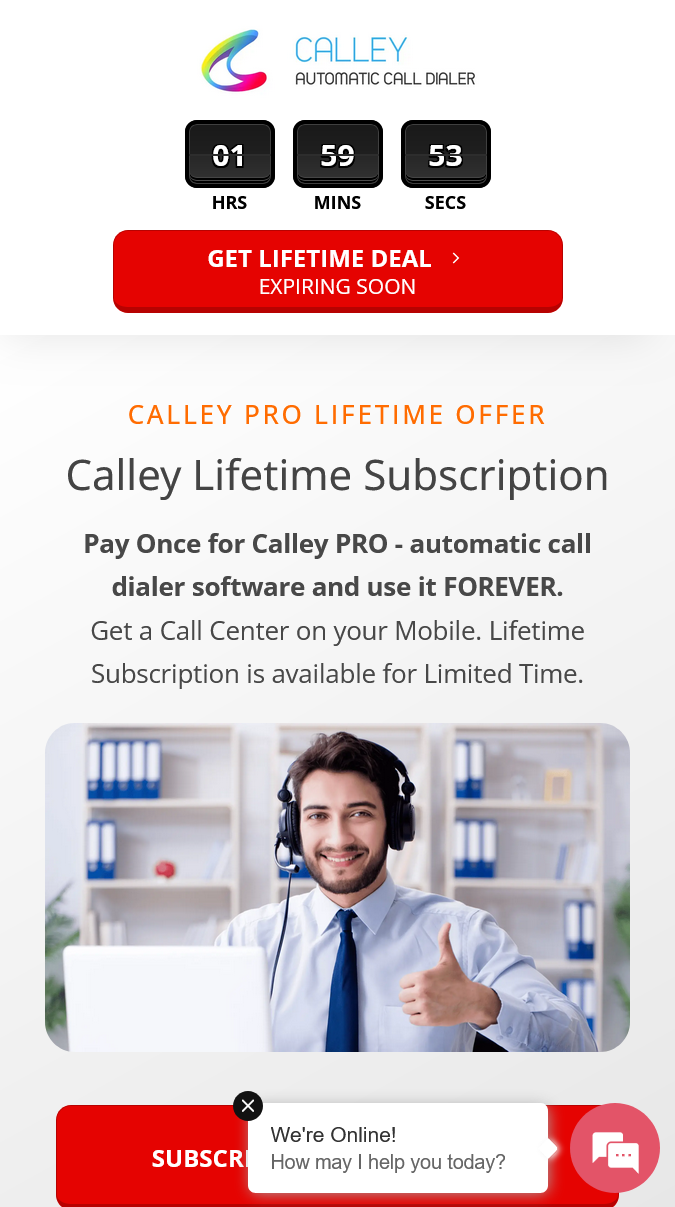 CALLEY
AUTOMATIC CALL DIALER
01 59 53
HRS MINS SECS
GET LIFETIME DEAL
EXPIRING SOON
CALLEY PRO LIFETIME OFFER
Calley Lifetime Subscription
Pay Once for Calley PRO - automatic call
dialer software and use it FOREVER.
Get a Call Center on your Mobile. Lifetime
Subscription is available for Limited Time.
We're Online!
How may I help you today?